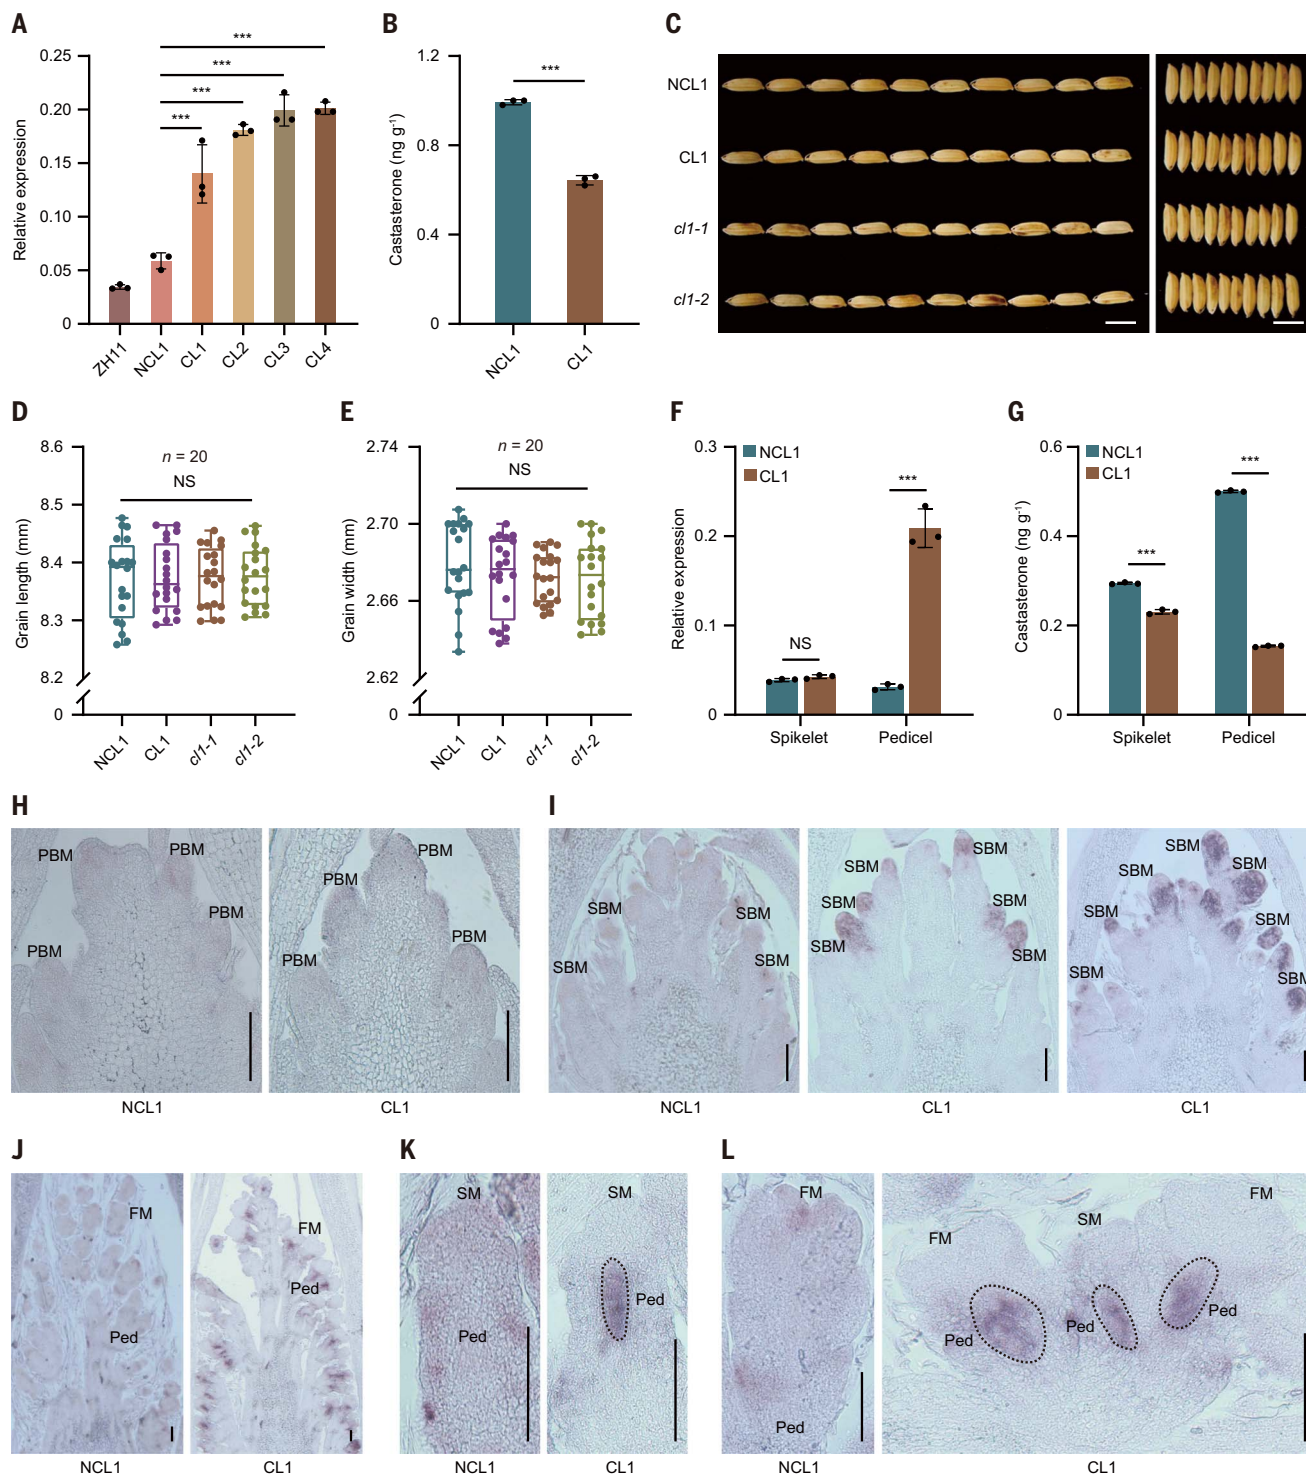 A
Relative expression
0.25
0.20
0.15
0.10
0.05
0
***
***
***
***
ZH11
NCL1
CL1
CL2
CL3
CL4
B
Castasterone (ng g⁻¹)
1.2
0.8
0.4
0
***
NCL1
CL1
C
NCL1
CL1
cl1-1
cl1-2
D
Grain length (mm)
8.6
8.5
8.4
8.3
8.2
0
n = 20
NS
NCL1
CL1
cl1-1
cl1-2
E
Grain width (mm)
2.74
2.70
2.66
2.62
0
n = 20
NS
NCL1
CL1
cl1-1
cl1-2
F
Relative expression
0.3
0.2
0.1
0
NCL1
CL1
NS
***
Spikelet
Pedicel
G
Castasterone (ng g⁻¹)
0.6
0.4
0.2
0
NCL1
CL1
***
***
Spikelet
Pedicel
H
PBM
PBM
PBM
PBM
NCL1
PBM
PBM
PBM
PBM
CL1
I
SBM
SBM
SBM
SBM
NCL1
SBM
SBM
SBM
SBM
SBM
SBM
CL1
SBM
SBM
SBM
SBM
SBM
SBM
SBM
SBM
CL1
J
FM
Ped
NCL1
FM
Ped
CL1
K
SM
Ped
NCL1
SM
Ped
CL1
L
FM
Ped
NCL1
FM
SM
FM
Ped
Ped
Ped
CL1